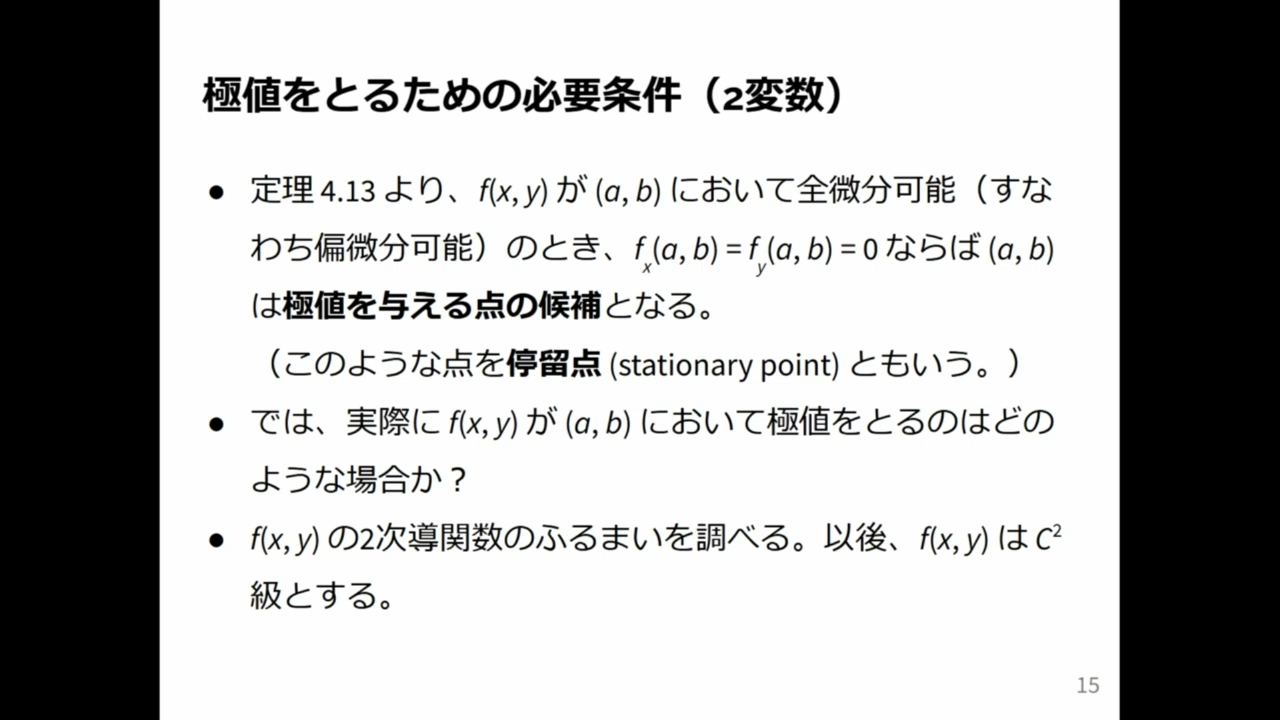 極値をとるための必要条件（2変数）
● 定理 4.13 より、f(x, y) が (a, b) において全微分可能（すな
わち偏微分可能）のとき、fₓ(a, b) = f_y(a, b) = 0 ならば (a, b)
は極値を与える点の候補となる。
（このような点を停留点 (stationary point) ともいう。）
● では、実際に f(x, y) が (a, b) において極値をとるのはどの
ような場合か？
● f(x, y) の2次導関数のふるまいを調べる。以後、f(x, y) は C²
級とする。
15